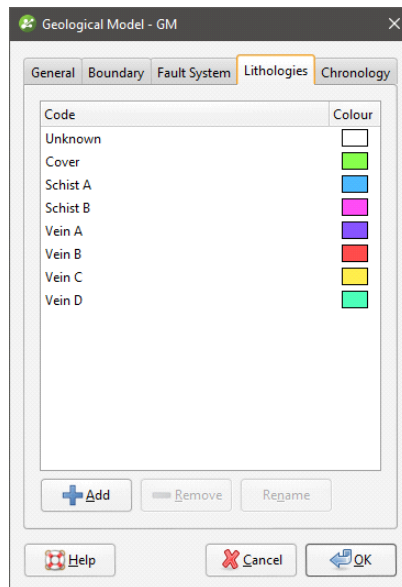 Geological Model - GM
General Boundary Fault System Lithologies Chronology
Code Colour
Unknown
Cover
Schist A
Schist B
Vein A
Vein B
Vein C
Vein D
Add Remove Rename
Help Cancel OK